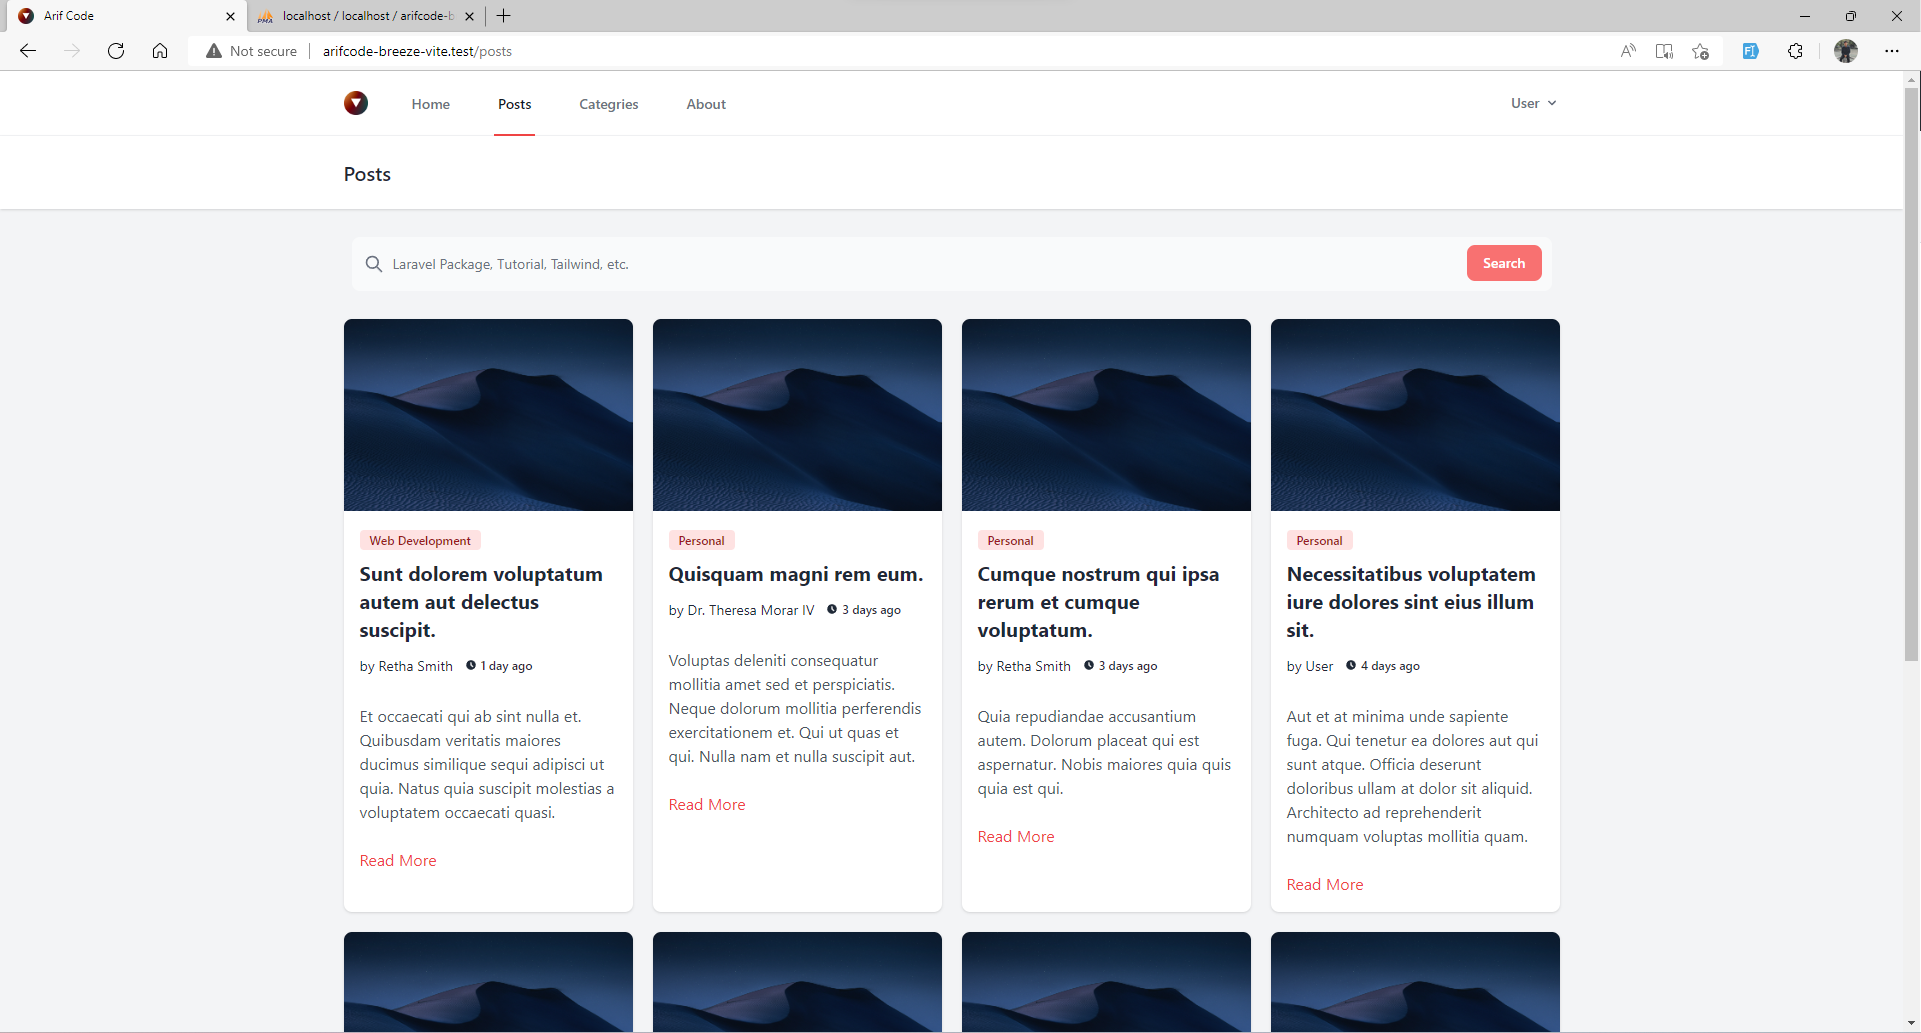 Arif Code
localhost / localhost / arifcode-b
Not secure
arifcode-breeze-vite.test/posts
Home
Posts
Categries
About
User
Posts
Laravel Package, Tutorial, Tailwind, etc.
Search
Web Development
Sunt dolorem voluptatum
autem aut delectus
suscipit.
by Retha Smith 1 day ago
Et occaecati qui ab sint nulla et.
Quibusdam veritatis maiores
ducimus similique sequi adipisci ut
quia. Natus quia suscipit molestias a
voluptatem occaecati quasi.
Read More
Personal
Quisquam magni rem eum.
by Dr. Theresa Morar IV 3 days ago
Voluptas deleniti consequatur
mollitia amet sed et perspiciatis.
Neque dolorum mollitia perferendis
exercitationem et. Qui ut quas et
qui. Nulla nam et nulla suscipit aut.
Read More
Personal
Cumque nostrum qui ipsa
rerum et cumque
voluptatum.
by Retha Smith 3 days ago
Quia repudiandae accusantium
autem. Dolorum placeat qui est
aspernatur. Nobis maiores quia quis
quia est qui.
Read More
Personal
Necessitatibus voluptatem
iure dolores sint eius illum
sit.
by User 4 days ago
Aut et at minima unde sapiente
fuga. Qui tenetur ea dolores aut qui
sunt atque. Officia deserunt
doloribus ullam at dolor sit aliquid.
Architecto ad reprehenderit
numquam voluptas mollitia quam.
Read More